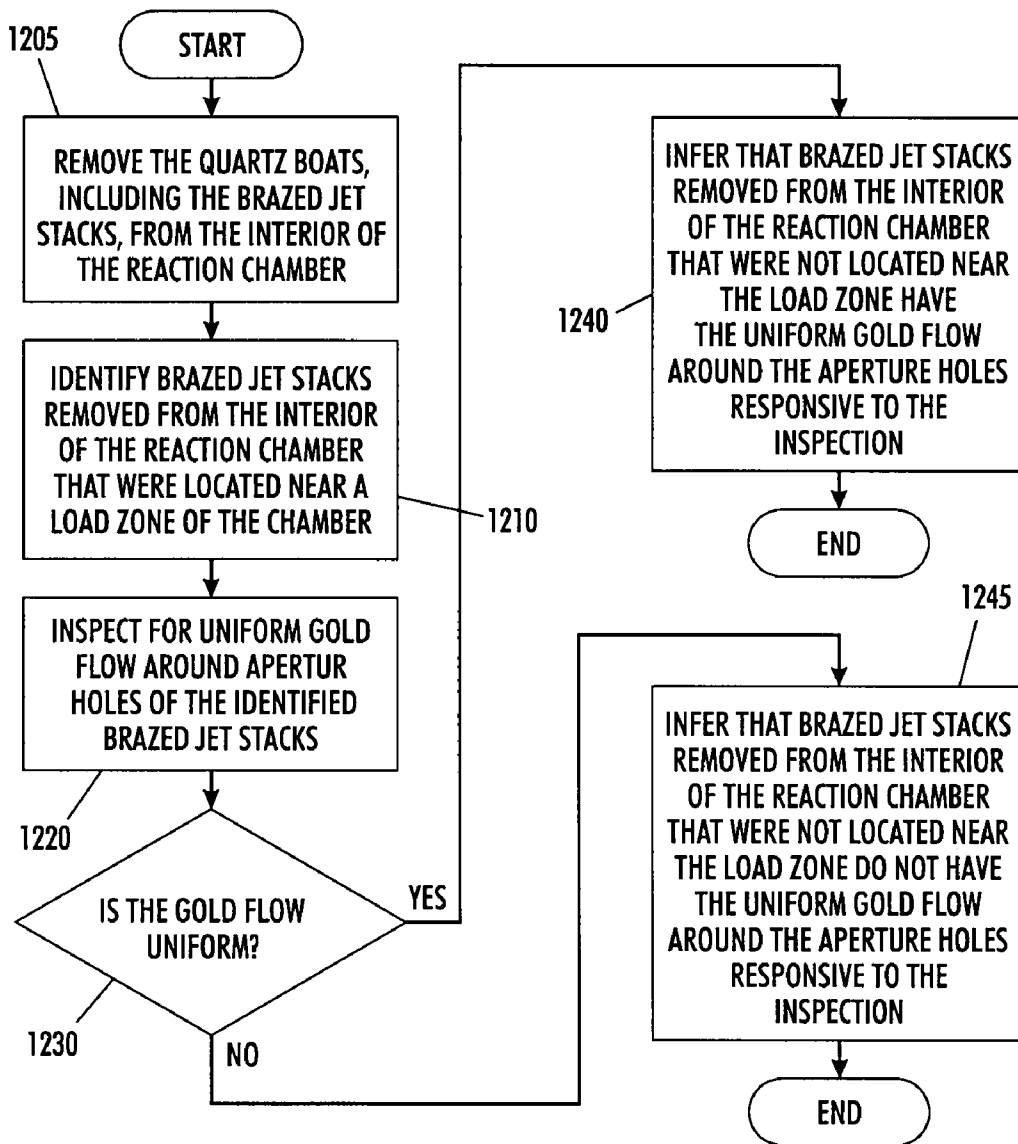 START
1205
REMOVE THE QUARTZ BOATS,
INCLUDING THE BRAZED JET
STACKS, FROM THE INTERIOR OF
THE REACTION CHAMBER
IDENTIFY BRAZED JET STACKS
REMOVED FROM THE INTERIOR
OF THE REACTION CHAMBER
THAT WERE LOCATED NEAR A
LOAD ZONE OF THE CHAMBER
1210
INSPECT FOR UNIFORM GOLD
FLOW AROUND APERTUR
HOLES OF THE IDENTIFIED
BRAZED JET STACKS
1220
IS THE GOLD FLOW
UNIFORM?
1230
YES
NO
INFER THAT BRAZED JET STACKS
REMOVED FROM THE INTERIOR
OF THE REACTION CHAMBER
THAT WERE NOT LOCATED NEAR
THE LOAD ZONE HAVE
THE UNIFORM GOLD FLOW
AROUND THE APERTURE HOLES
RESPONSIVE TO THE
INSPECTION
1240
END
1245
INFER THAT BRAZED JET STACKS
REMOVED FROM THE INTERIOR
OF THE REACTION CHAMBER
THAT WERE NOT LOCATED NEAR
THE LOAD ZONE DO NOT HAVE
THE UNIFORM GOLD FLOW
AROUND THE APERTURE HOLES
RESPONSIVE TO THE
INSPECTION
END